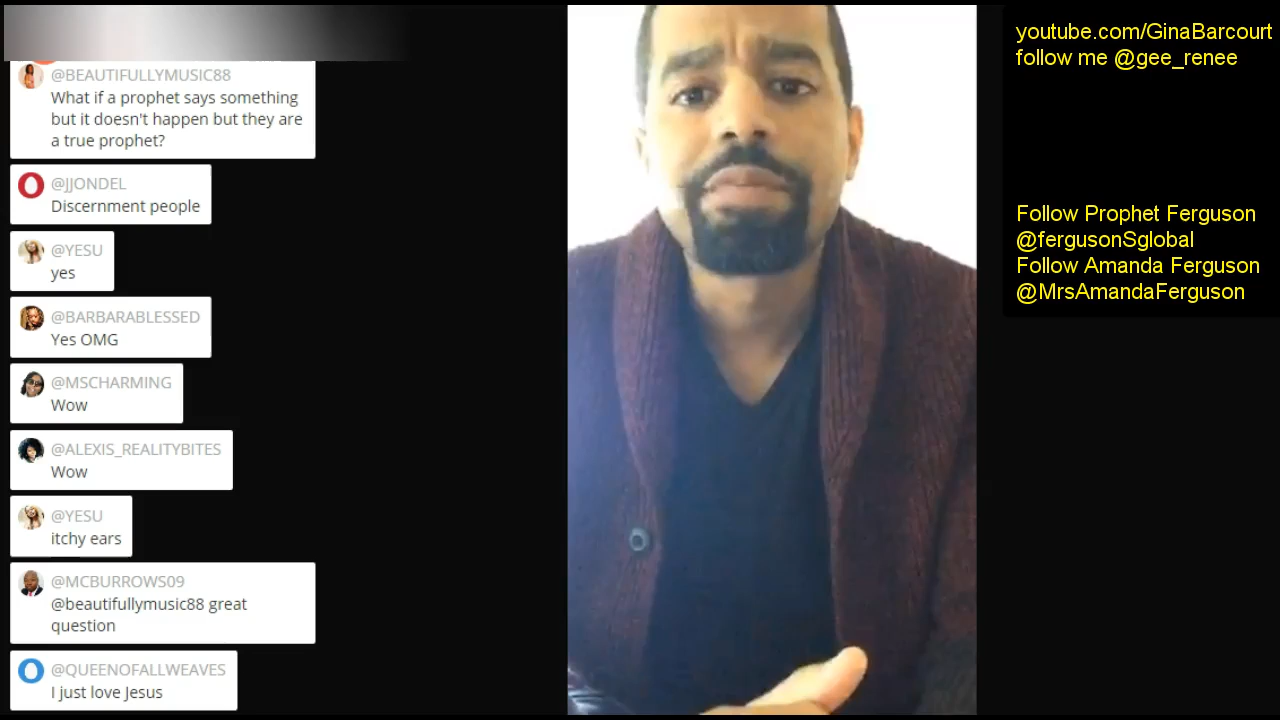 @BEAUTIFULLYMUSIC88
What if a prophet says something
but it doesn't happen but they are
a true prophet?
@JJONDEL
Discernment people
@YESU
yes
@BARBARABLESSED
Yes OMG
@MSCHARMING
Wow
@ALEXIS_REALITYBITES
Wow
@YESU
itchy ears
@MCBURROWS09
@beautifullymusic88 great
question
@QUEENOFALLWEAVES
I just love Jesus
youtube.com/GinaBarcourt
follow me @gee_renee
Follow Prophet Ferguson
@fergusonSglobal
Follow Amanda Ferguson
@MrsAmandaFerguson